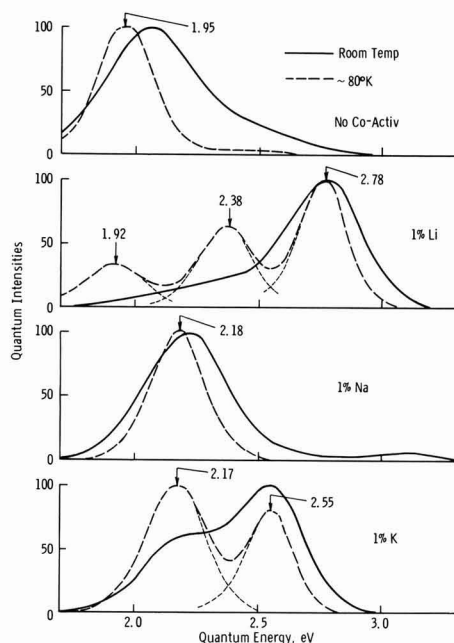 1.95
Room Temp
~80°K
No Co-Activ
100
50
0
2.78
2.38
1.92
1% Li
100
50
0
2.18
1% Na
100
50
0
2.17
2.55
1% K
100
50
0
2.0
2.5
3.0
Quantum Intensities
Quantum Energy, eV